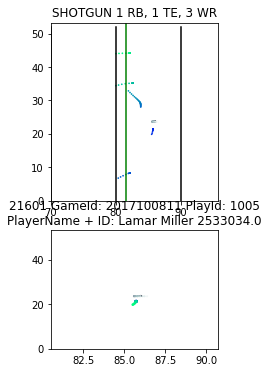 SHOTGUN 1 RB, 1 TE, 3 WR
50
40
30
20
10
0
70 80 90
21601 GameId: 2017100811 PlayId: 1005
PlayerName + ID: Lamar Miller 2533034.0
40
20
0
82.5 85.0 87.5 90.0